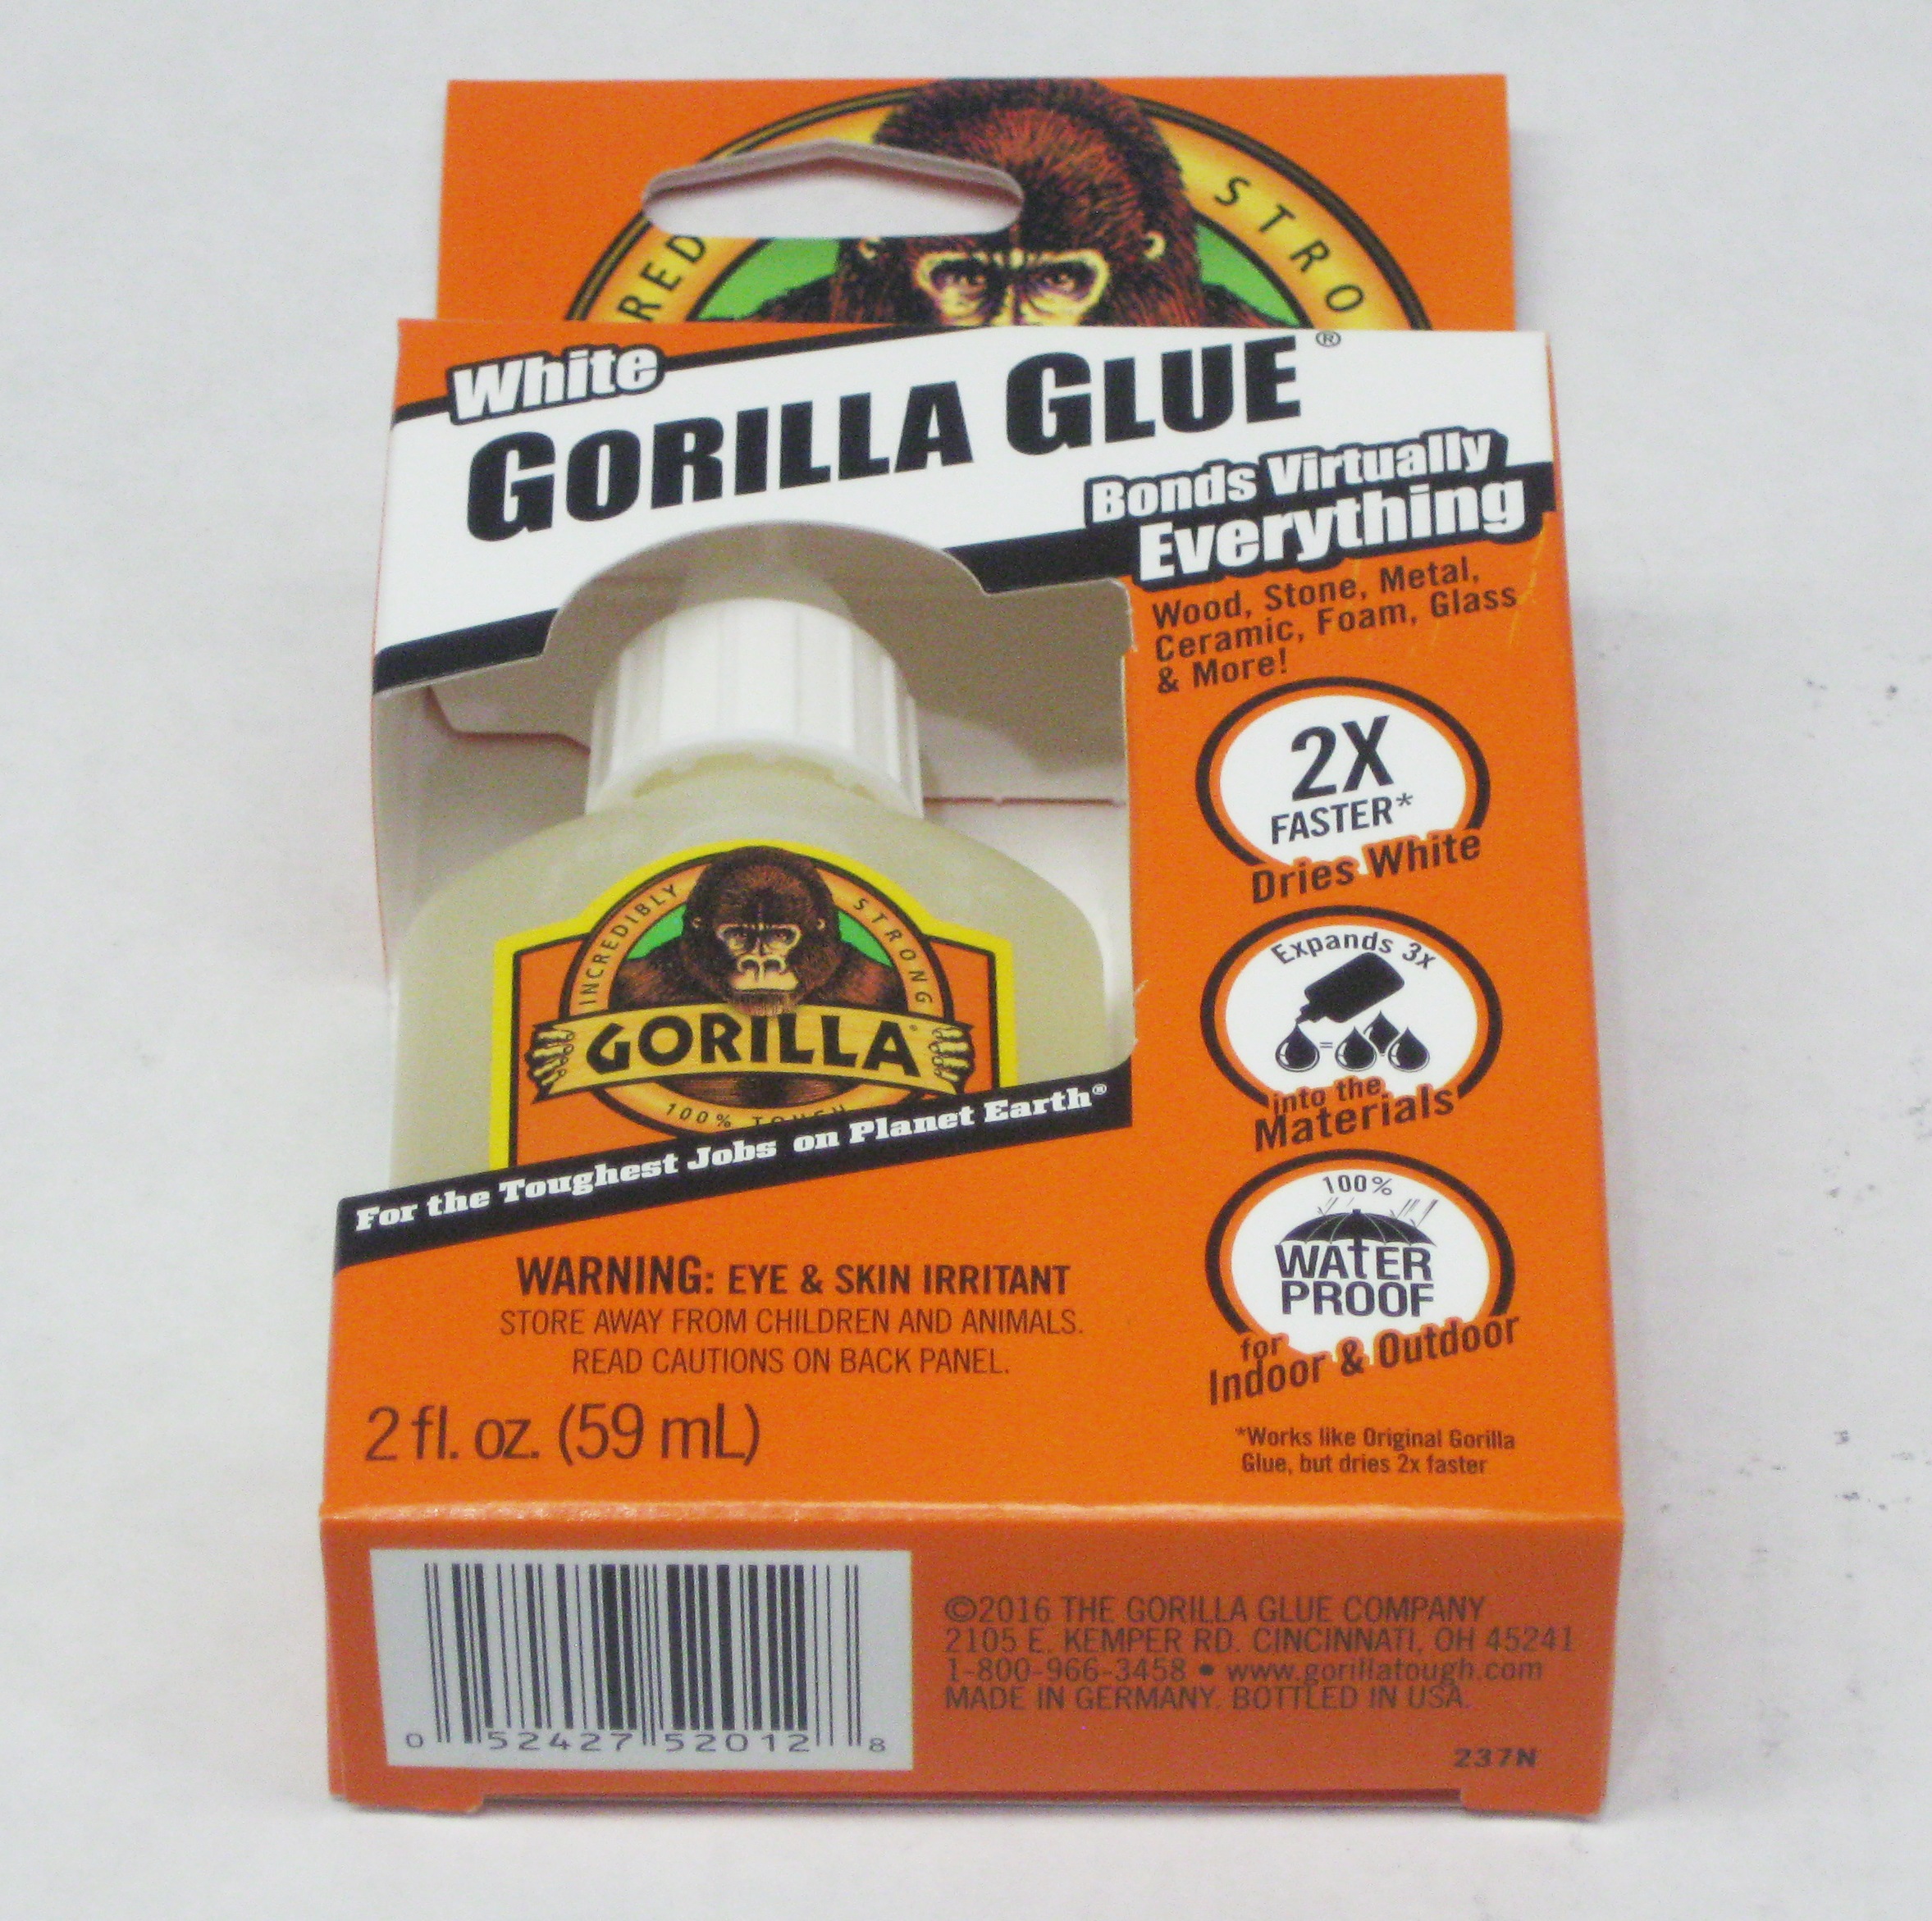 RED STRO
White
GORILLA GLUE®
Bonds Virtually
Everything
Wood, Stone, Metal,
Ceramic, Foam, Glass
& More!
2X
FASTER*
Dries White
INCREDIBLY STRONG
GORILLA®
100% TOUGH
Expands 3x
=
into the
Materials
For the Toughest Jobs on Planet Earth®
100%
WATER
PROOF
for
Indoor & Outdoor
WARNING: EYE & SKIN IRRITANT
STORE AWAY FROM CHILDREN AND ANIMALS.
READ CAUTIONS ON BACK PANEL.
2 fl. oz. (59 mL)
*Works like Original Gorilla
Glue, but dries 2x faster
0 52427 52012 8
©2016 THE GORILLA GLUE COMPANY
2105 E. KEMPER RD. CINCINNATI, OH 45241
1-800-966-3458 • www.gorillatough.com
MADE IN GERMANY. BOTTLED IN USA.
237N